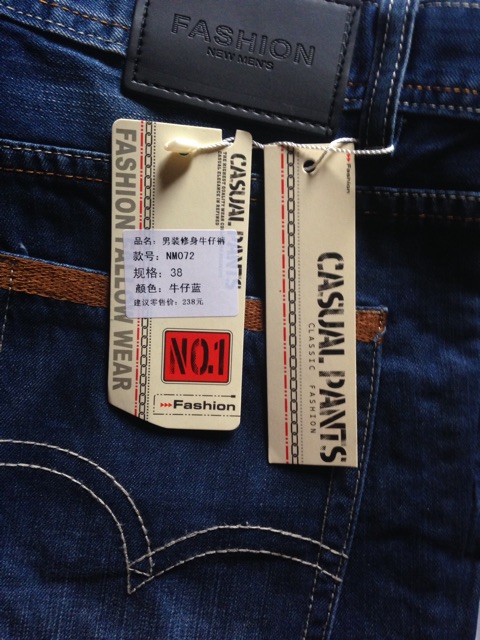 FASHION
NEW MEN'S
FASHION FALLOW WEAR
CASUAL PANTS
品名：男装修身牛仔裤
款号：NM072
规格：38
颜色：牛仔蓝
建议零售价：238元
NO.1
Fashion
Fashion
CASUAL PANTS
CLASSIC FASHION